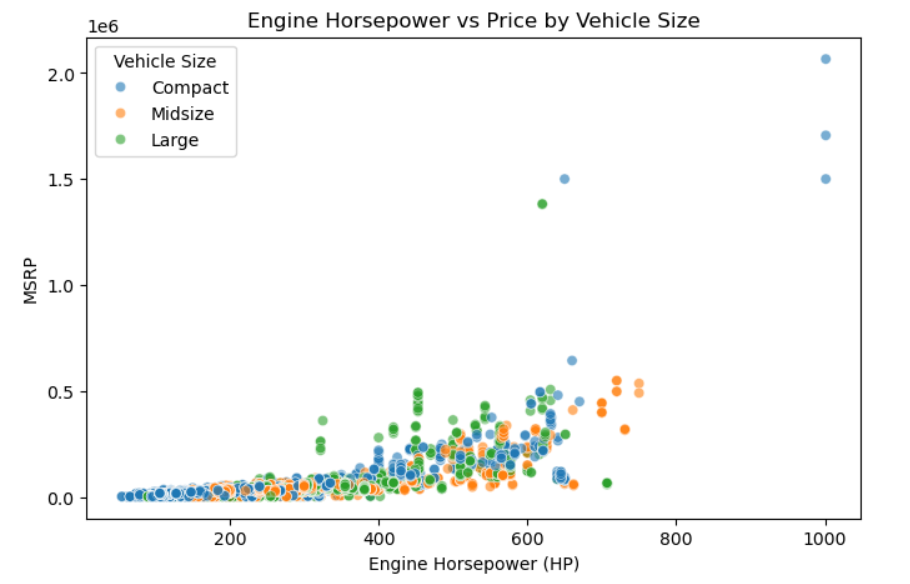 Engine Horsepower vs Price by Vehicle Size
1e6
Vehicle Size
Compact
Midsize
Large
2.0
1.5
1.0
0.5
0.0
MSRP
200 400 600 800 1000
Engine Horsepower (HP)